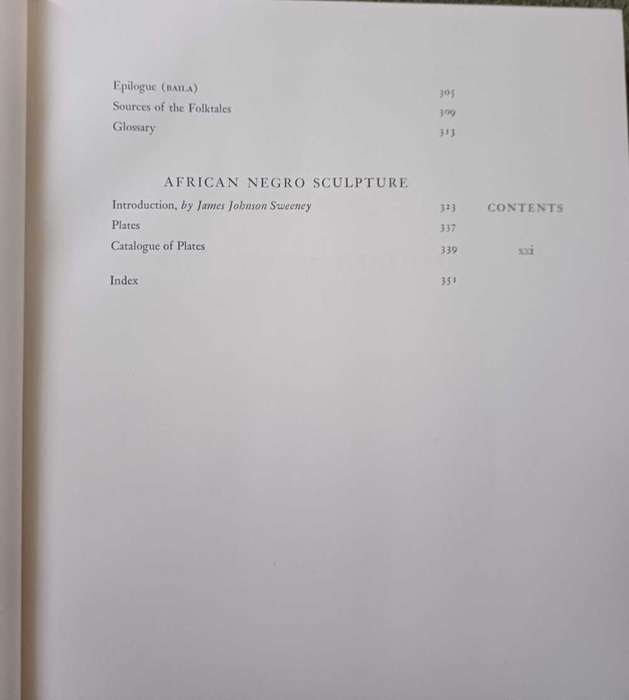 Epilogue (BAILA) 305
Sources of the Folktales 309
Glossary 313
AFRICAN NEGRO SCULPTURE
Introduction, by James Johnson Sweeney 323 CONTENTS
Plates 337
Catalogue of Plates 339 xxi
Index 351